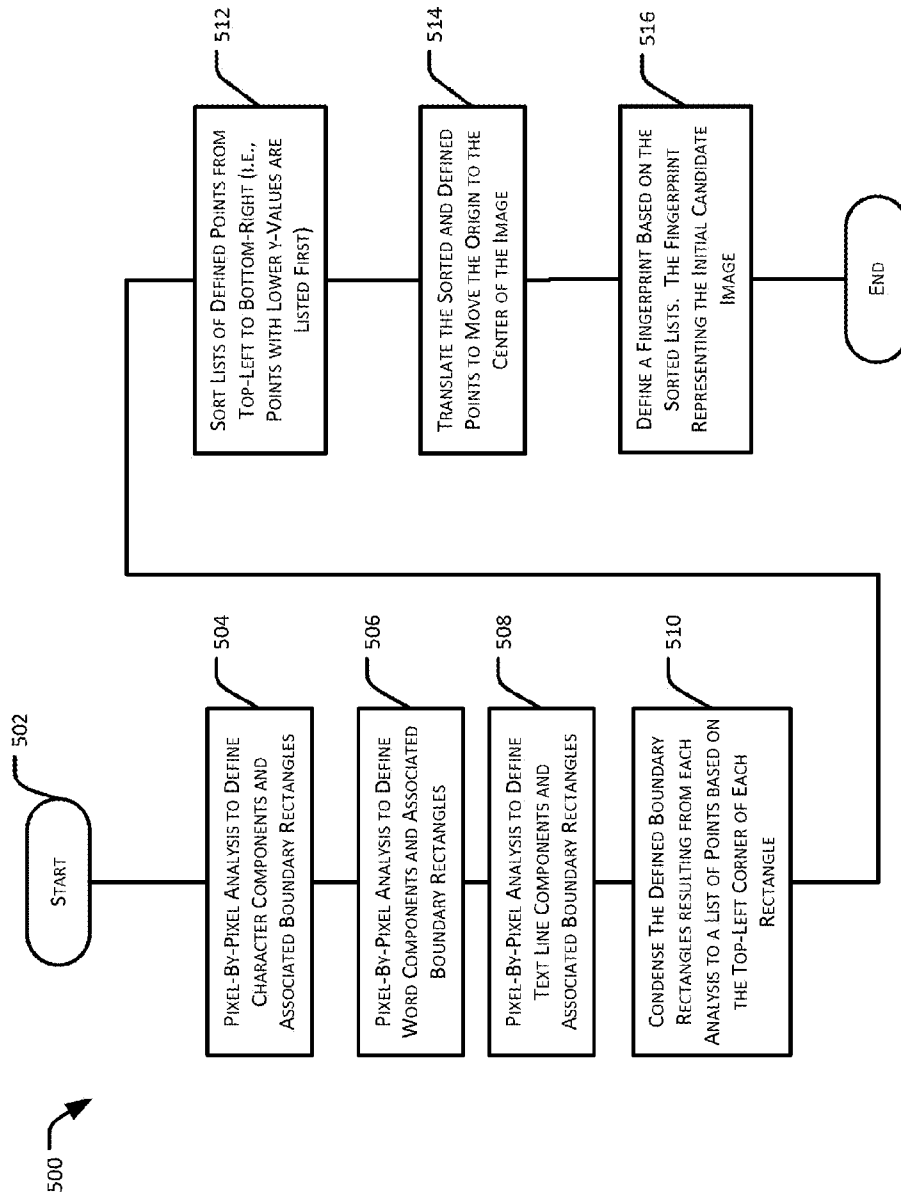 500
502
START
504
PIXEL-BY-PIXEL ANALYSIS TO DEFINE
CHARACTER COMPONENTS AND
ASSOCIATED BOUNDARY RECTANGLES
506
PIXEL-BY-PIXEL ANALYSIS TO DEFINE
WORD COMPONENTS AND ASSOCIATED
BOUNDARY RECTANGLES
508
PIXEL-BY-PIXEL ANALYSIS TO DEFINE
TEXT LINE COMPONENTS AND
ASSOCIATED BOUNDARY RECTANGLES
510
CONDENSE THE DEFINED BOUNDARY
RECTANGLES RESULTING FROM EACH
ANALYSIS TO A LIST OF POINTS BASED ON
THE TOP-LEFT CORNER OF EACH
RECTANGLE
512
SORT LISTS OF DEFINED POINTS FROM
TOP-LEFT TO BOTTOM-RIGHT (I.E.,
POINTS WITH LOWER Y-VALUES ARE
LISTED FIRST)
514
TRANSLATE THE SORTED AND DEFINED
POINTS TO MOVE THE ORIGIN TO THE
CENTER OF THE IMAGE
516
DEFINE A FINGERPRINT BASED ON THE
SORTED LISTS. THE FINGERPRINT
REPRESENTING THE INITIAL CANDIDATE
IMAGE
END